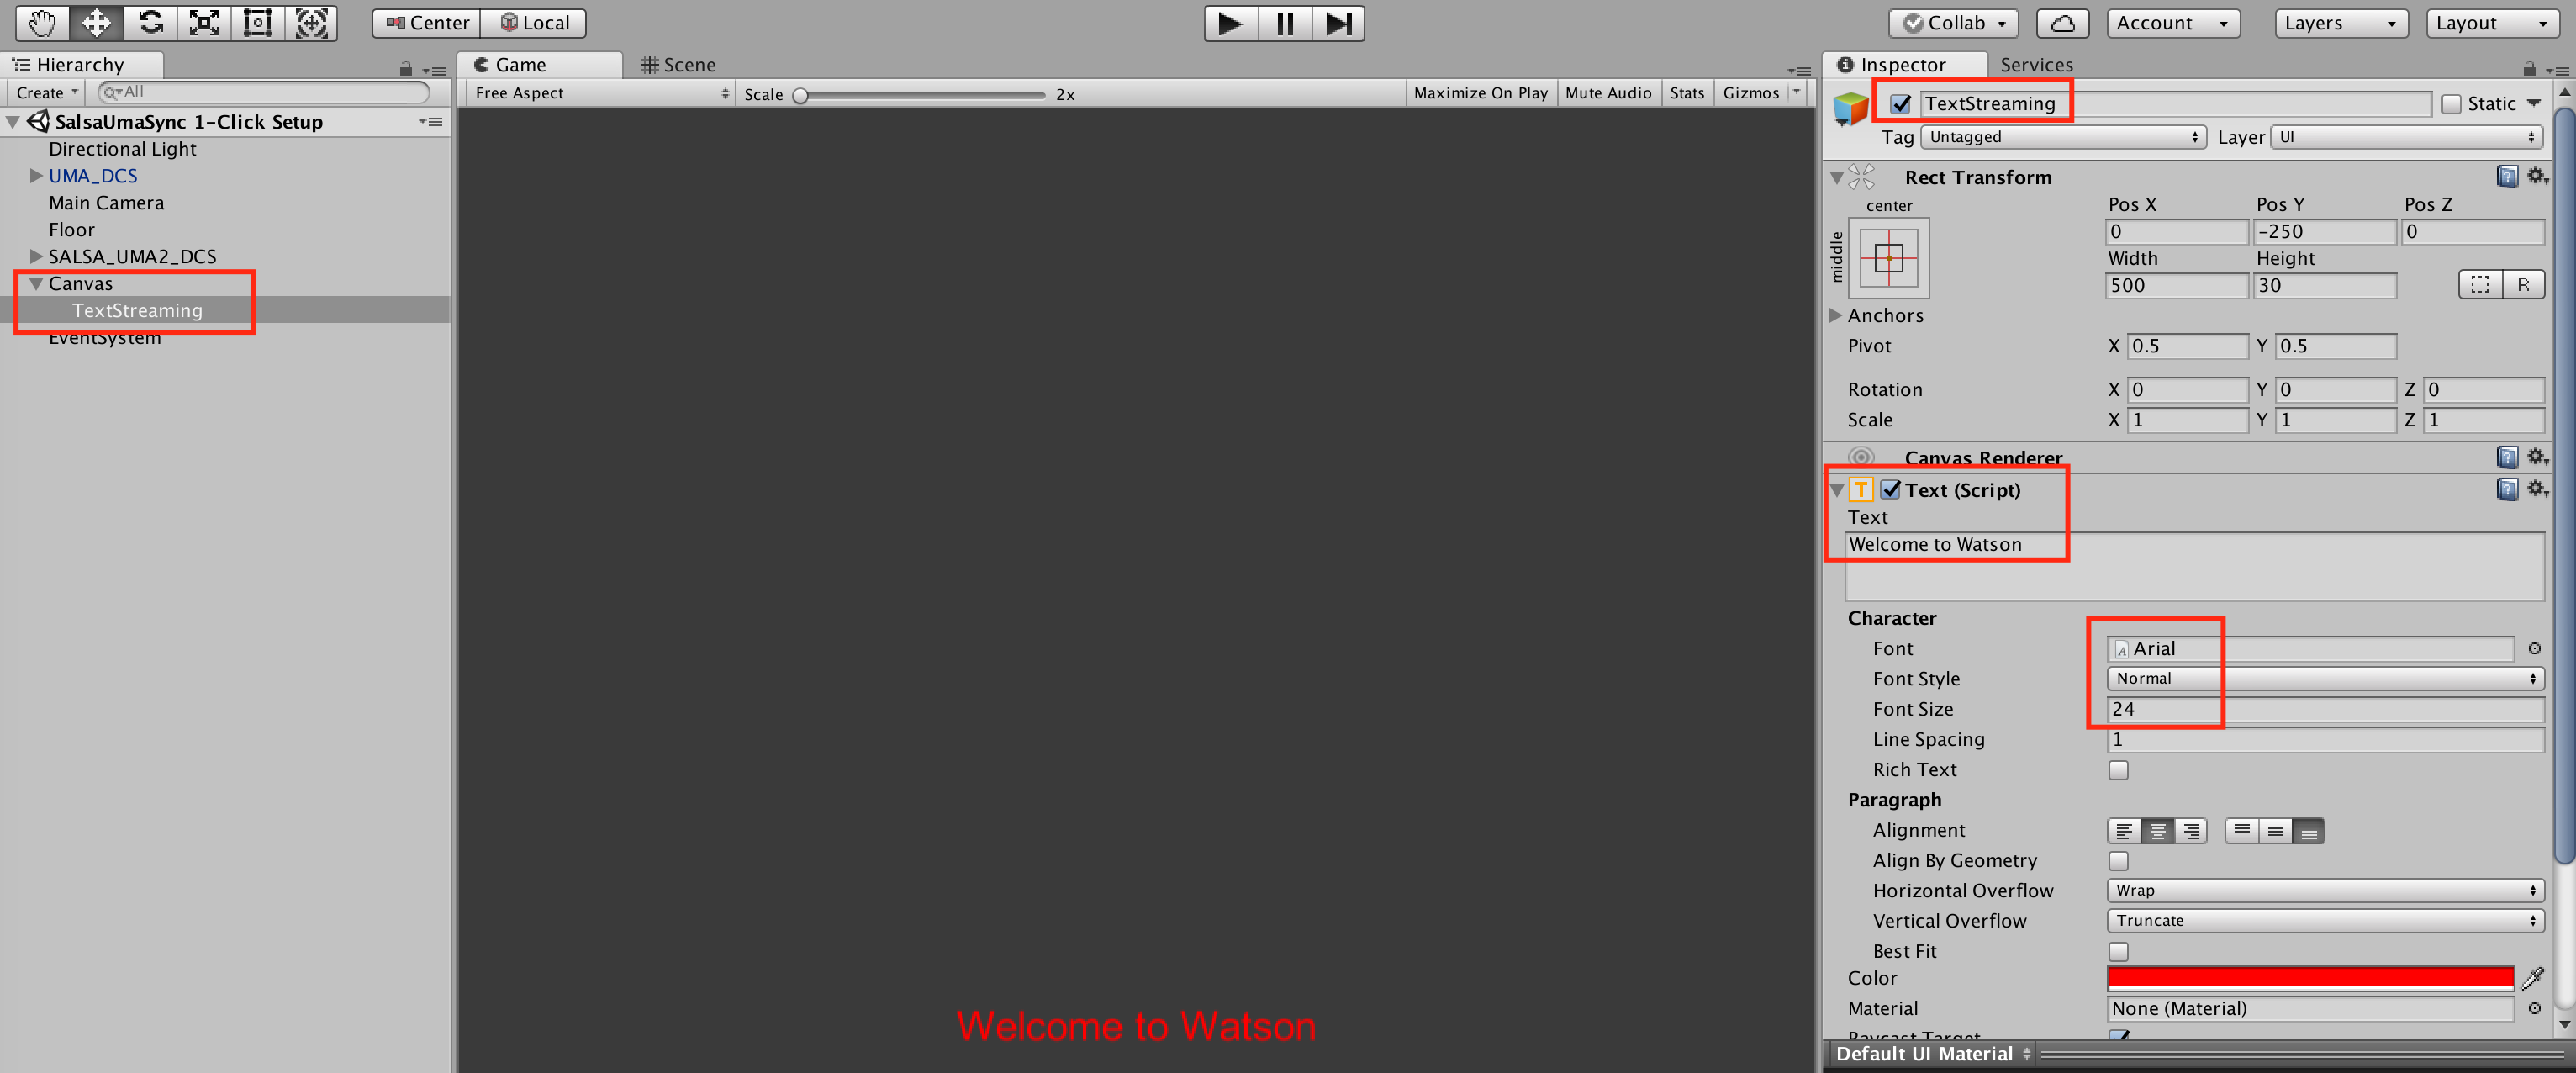 Center Local Collab Account Layers Layout
Hierarchy
Create All
SalsaUmaSync 1-Click Setup
Directional Light
UMA_DCS
Main Camera
Floor
SALSA_UMA2_DCS
Canvas
TextStreaming
EventSystem
Game Scene
Free Aspect Scale 2x Maximize On Play Mute Audio Stats Gizmos
Welcome to Watson
Inspector Services
TextStreaming Static
Tag Untagged Layer UI
Rect Transform
center
middle
Pos X Pos Y Pos Z
0 -250 0
Width Height
500 30 R
Anchors
Pivot X 0.5 Y 0.5
Rotation X 0 Y 0 Z 0
Scale X 1 Y 1 Z 1
Canvas Renderer
T Text (Script)
Text
Welcome to Watson
Character
Font Arial
Font Style Normal
Font Size 24
Line Spacing 1
Rich Text
Paragraph
Alignment
Align By Geometry
Horizontal Overflow Wrap
Vertical Overflow Truncate
Best Fit
Color
Material None (Material)
Raycast Target
Default UI Material